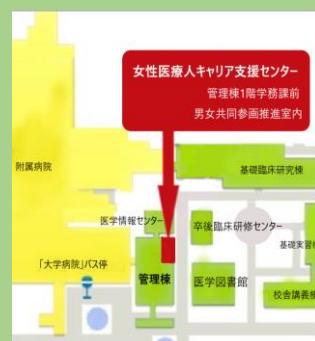 女性医療人キャリア支援センター
管理棟1階学務課前
男女共同参画推進室内
附属病院
基礎臨床研究棟
医学情報センター
卒後臨床研修センター
基礎実習棟
「大学病院」バス停
管理棟
医学図書館
校舎講義棟